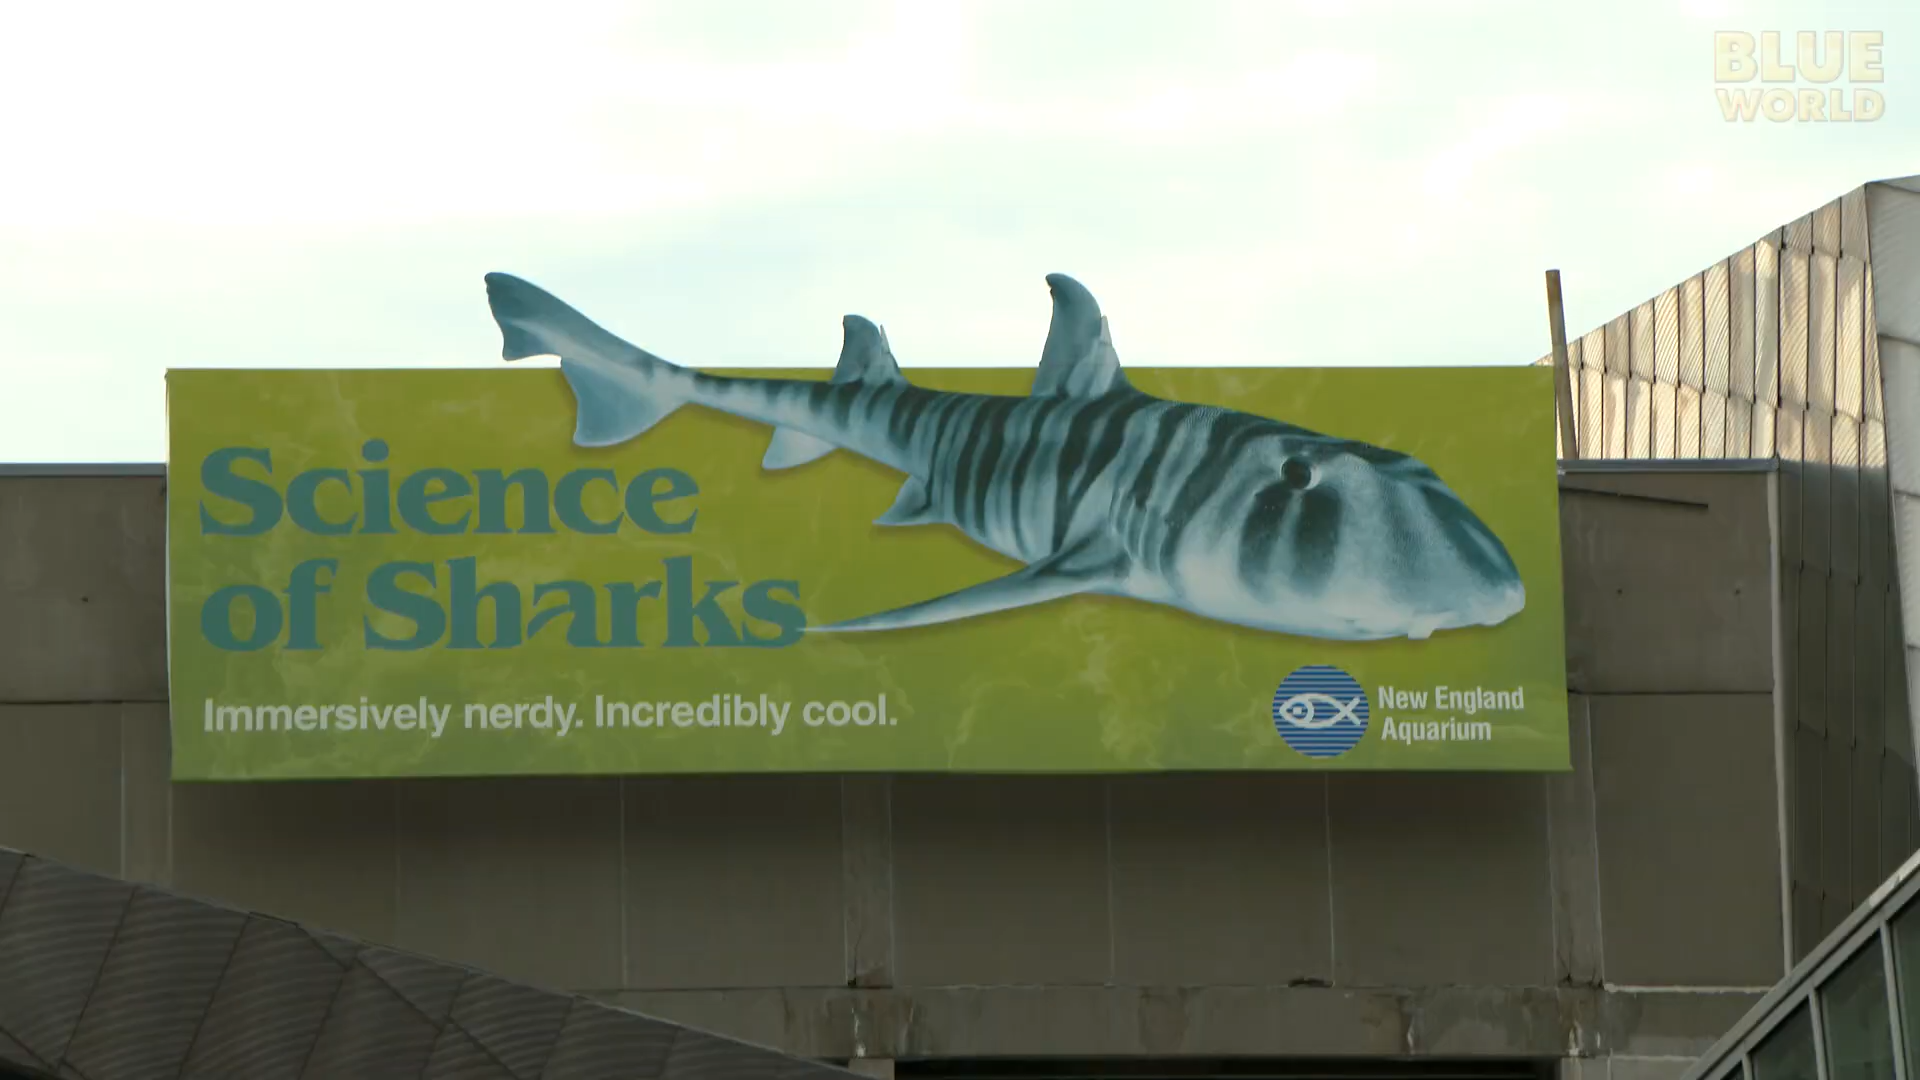 BLUE
WORLD
Science
of Sharks
Immersively nerdy. Incredibly cool.
New England
Aquarium